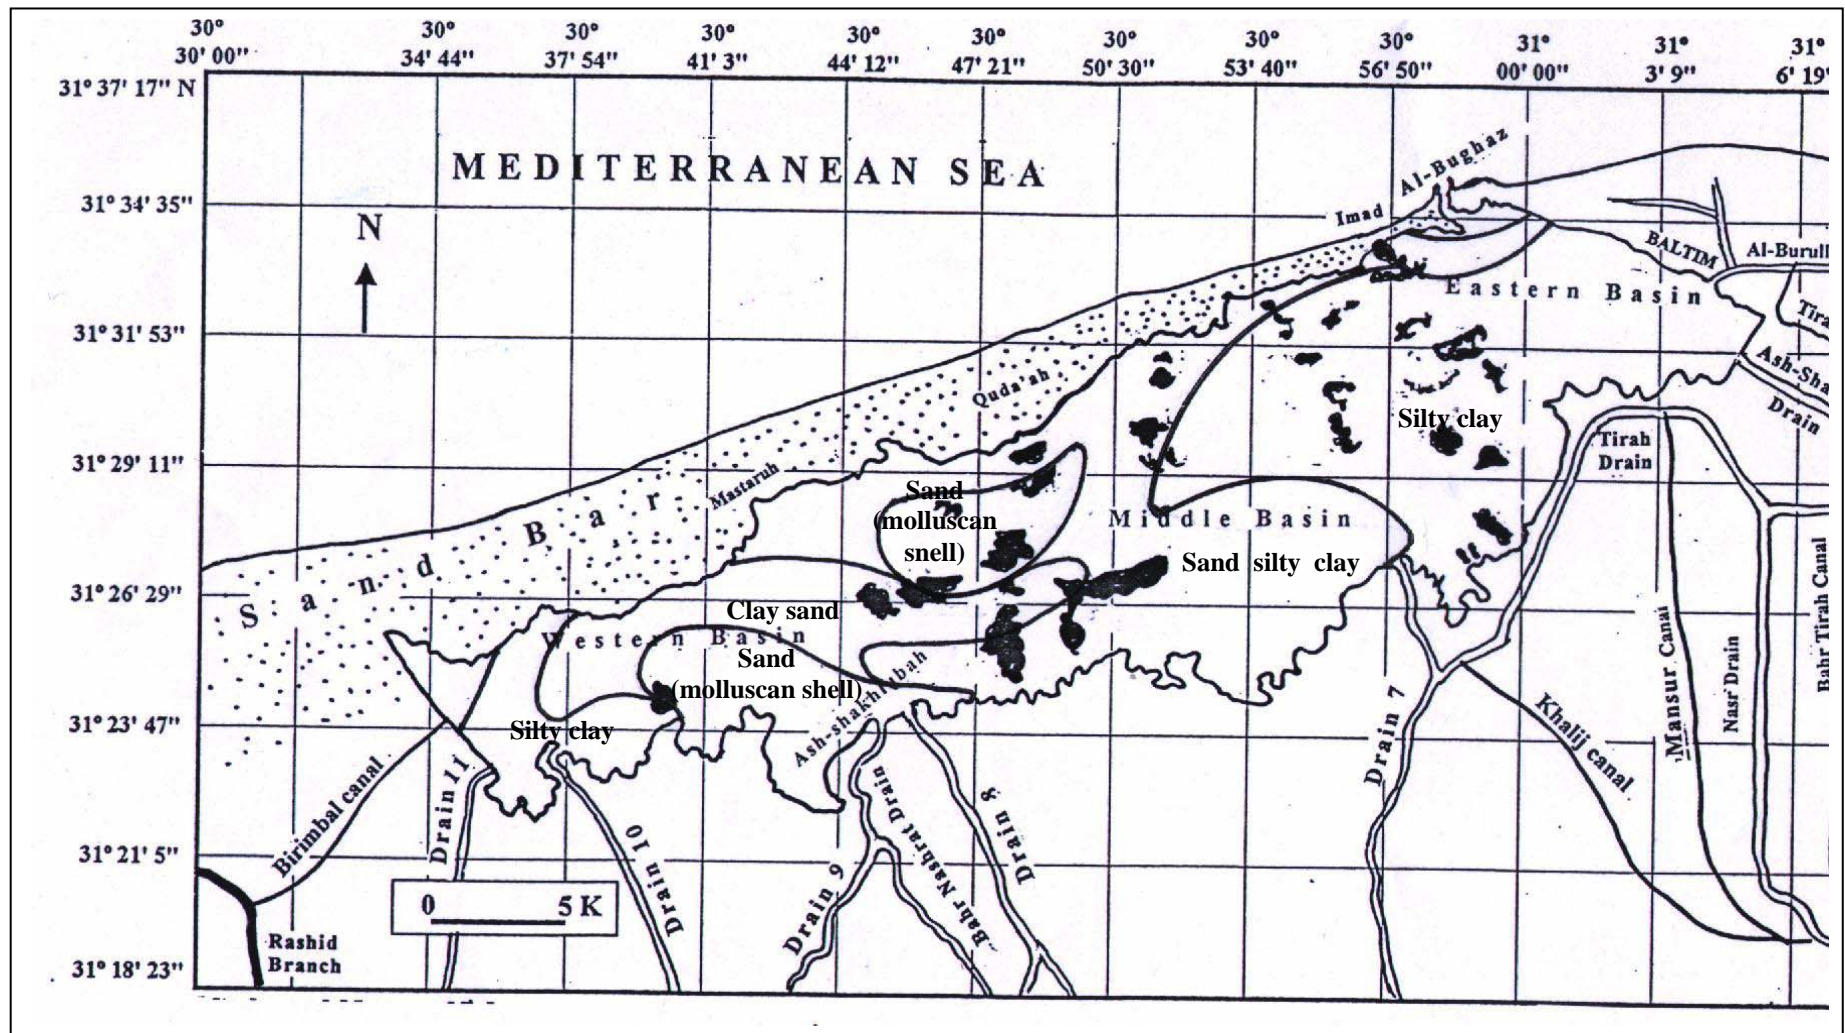 30° 30° 30° 30° 30° 30° 30° 30° 30° 31° 31° 31°
30' 00" 34' 44" 37' 54" 41' 3" 44' 12" 47' 21" 50' 30" 53' 40" 56' 50" 00' 00" 3' 9" 6' 19'
31° 37' 17" N
MEDITERRANEAN SEA
Al-Bughaz
31° 34' 35"
Imad
N
BALTIM
Al-Burull
Eastern Basin
Tira
31° 31' 53"
Ash-Sha
Drain
Quda'ah
Silty clay
Tirah
Drain
31° 29' 11"
Mastaruh
Sand
(molluscan
snell)
Middle Basin
Sand silty clay
Sand Bar
31° 26' 29"
Clay sand
Western Basin
Sand
(molluscan shell)
Ash-shakhlubah
31° 23' 47"
Silty clay
Birimbal canal
Drain 11
Drain 10
Drain 9
Bahr Nashrat Drain
Drain 8
Drain 7
Khalij canal
Mansur Canal
Nasr Drain
Bahr Tirah Canal
31° 21' 5"
0 5 K
Rashid
Branch
31° 18' 23"